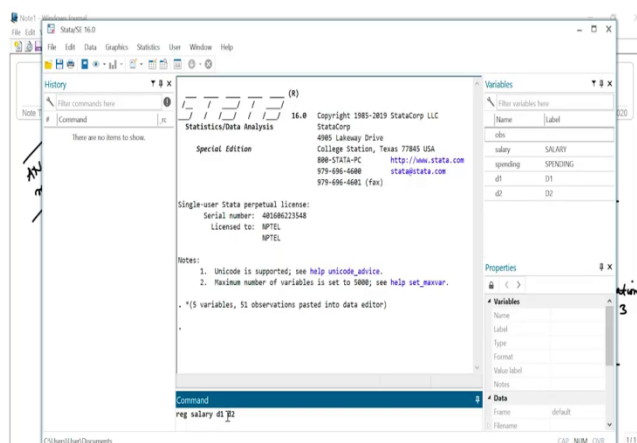 Note1 - Windows Journal
File Edit
Stata/SE 16.0
File Edit Data Graphics Statistics User Window Help
History
Filter commands here
# Command _rc
There are no items to show.
(R)
16.0 Copyright 1985-2019 StataCorp LLC
Statistics/Data Analysis StataCorp
4905 Lakeway Drive
Special Edition College Station, Texas 77845 USA
800-STATA-PC http://www.stata.com
979-696-4600 stata@stata.com
979-696-4601 (fax)
Single-user Stata perpetual license:
Serial number: 401606223548
Licensed to: NPTEL
NPTEL
Notes:
1. Unicode is supported; see help unicode_advice.
2. Maximum number of variables is set to 5000; see help set_maxvar.
. *(5 variables, 51 observations pasted into data editor)
.
Command
reg salary d1 d2
Variables
Filter variables here
Name Label
obs
salary SALARY
spending SPENDING
d1 D1
d2 D2
Properties
Variables
Name
Label
Type
Format
Value label
Notes
Data
Frame default
Filename
Note T
3
C:\Users\User\Documents
CAP NUM OVR
1/1